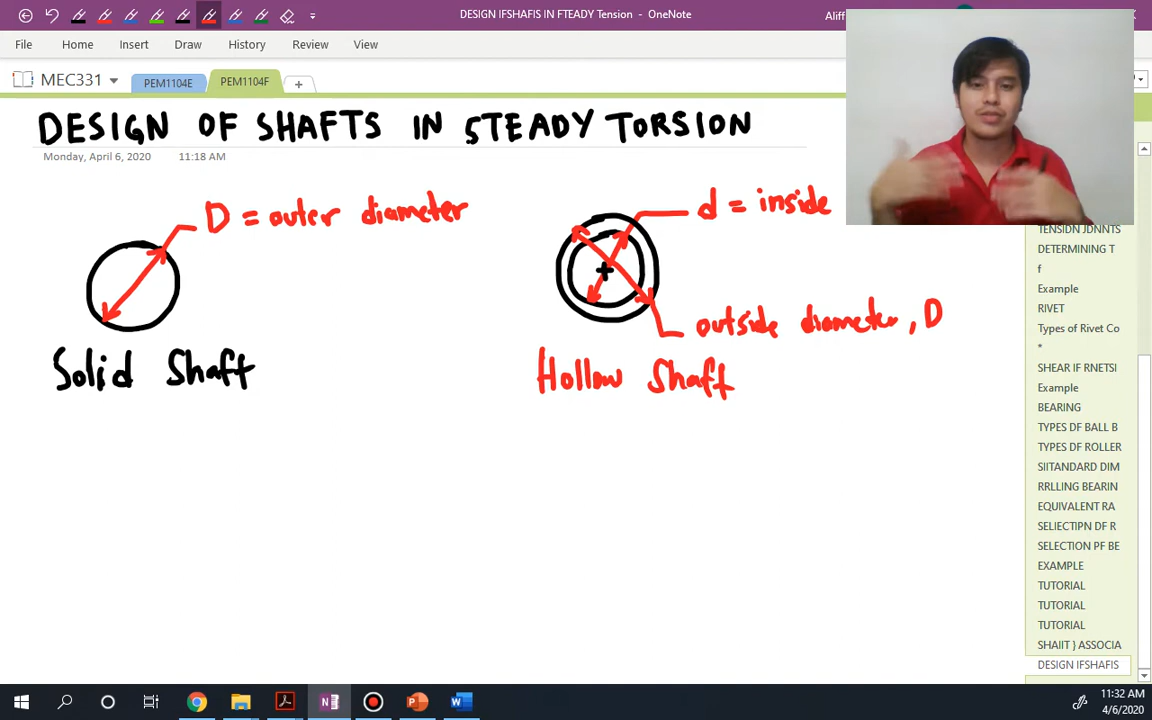 DESIGN IFSHAFIS IN FTEADY Tension - OneNote
Aliff
File Home Insert Draw History Review View
MEC331
PEM1104E
PEM1104F
DESIGN OF SHAFTS IN STEADY TORSION
Monday, April 6, 2020 11:18 AM
D = outer diameter
d = inside
outside diameter, D
Solid Shaft
Hollow Shaft
TENSION JDNNTS
DETERMINING T
f
Example
RIVET
Types of Rivet Co
*
SHEAR IF RNETSI
Example
BEARING
TYPES DF BALL B
TYPES DF ROLLER
SIITANDARD DIM
RRLLING BEARIN
EQUIVALENT RA
SELIECTIPN DF R
SELECTION PF BE
EXAMPLE
TUTORIAL
TUTORIAL
TUTORIAL
SHAIIT } ASSOCIA
DESIGN IFSHAFIS
11:32 AM
4/6/2020